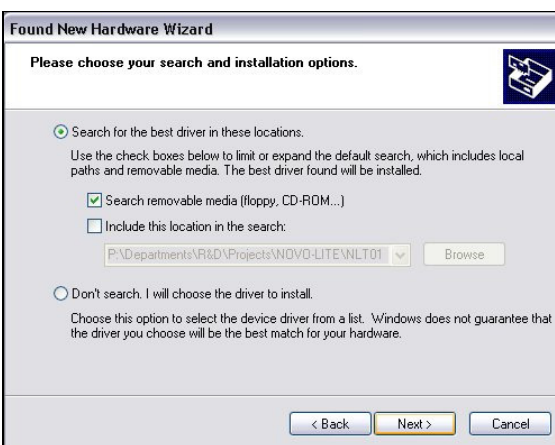 Found New Hardware Wizard
Please choose your search and installation options.
Search for the best driver in these locations.
Use the check boxes below to limit or expand the default search, which includes local
paths and removable media. The best driver found will be installed.
Search removable media (floppy, CD-ROM...)
Include this location in the search:
P:\Departments\R&D\Projects\NOVO-LITE\NLT01
Browse
Don't search. I will choose the driver to install.
Choose this option to select the device driver from a list. Windows does not guarantee that
the driver you choose will be the best match for your hardware.
< Back Next > Cancel